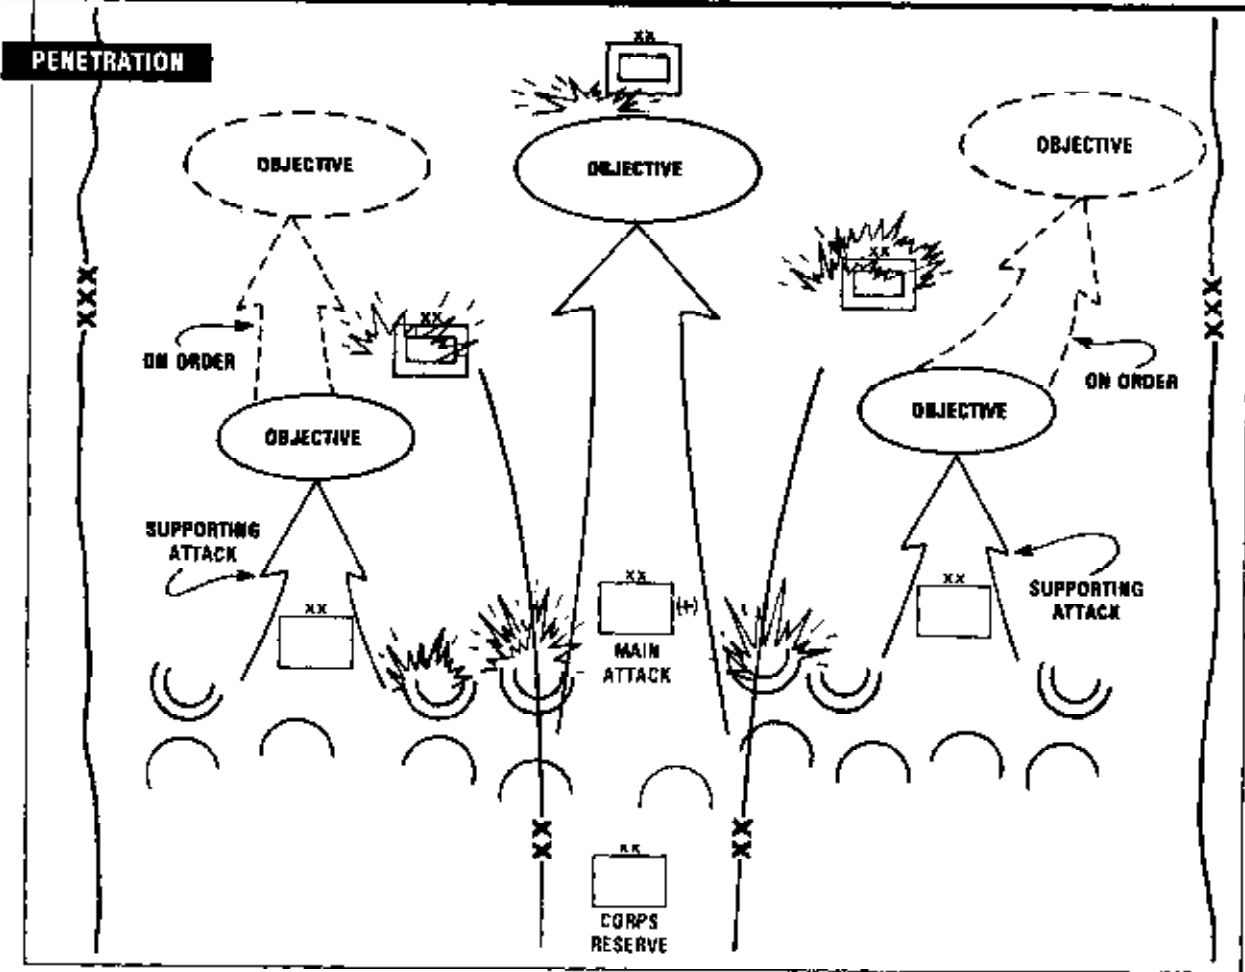 PENETRATION
XX
OBJECTIVE
OBJECTIVE
OBJECTIVE
XX
XXX
XXX
XX
ON ORDER
ON ORDER
OBJECTIVE
OBJECTIVE
SUPPORTING
ATTACK
XX
(+)
MAIN
ATTACK
XX
SUPPORTING
ATTACK
XX
XX
XX
XX
CORPS
RESERVE